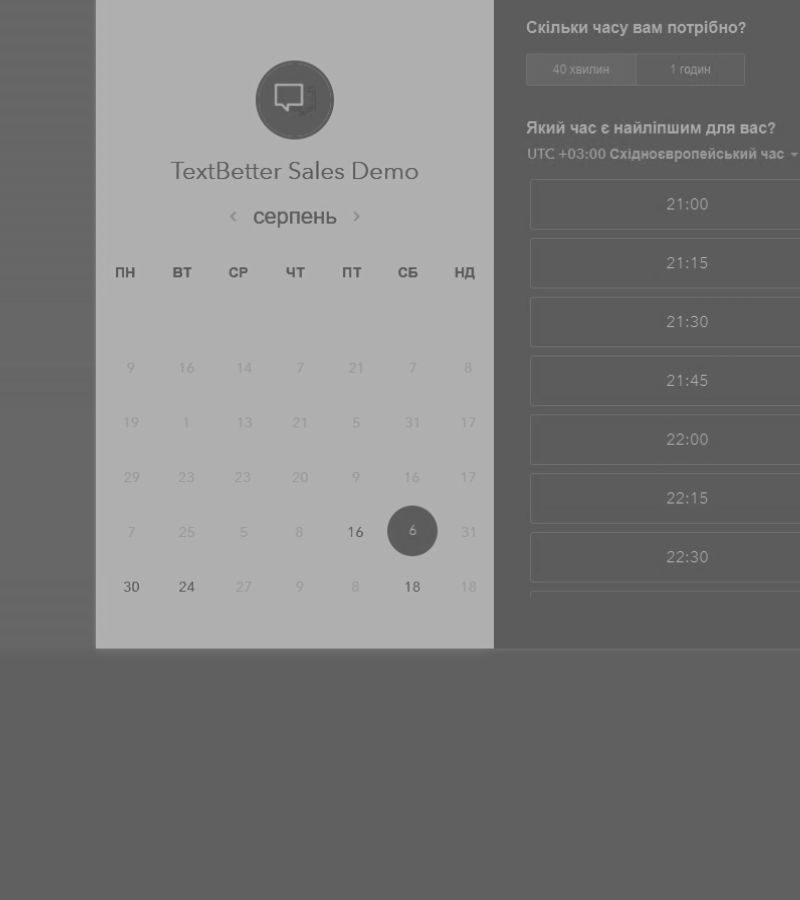 TextBetter Sales Demo
серпень
ПН ВТ СР ЧТ ПТ СБ НД
9 16 14 7 21 7 8
19 1 13 21 5 31 17
29 23 23 20 9 16 17
7 25 5 8 16 6 31
30 24 27 9 8 18 18
Скільки часу вам потрібно?
40 хвилин 1 годин
Який час є найліпшим для вас?
UTC +03:00 Східноєвропейський час
21:00
21:15
21:30
21:45
22:00
22:15
22:30